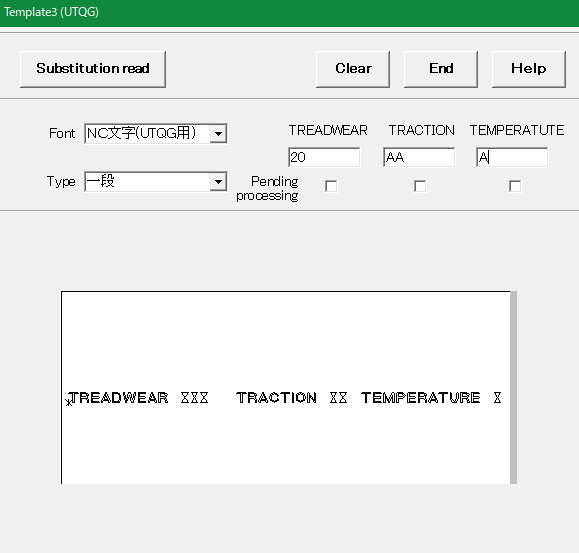 Template3 (UTQG)
Substitution read
Clear
End
Help
Font
NC文字(UTQG用)
TREADWEAR
TRACTION
TEMPERATUTE
20
AA
A
Type
一段
Pending
processing
TREADWEAR XXX TRACTION XX TEMPERATURE X